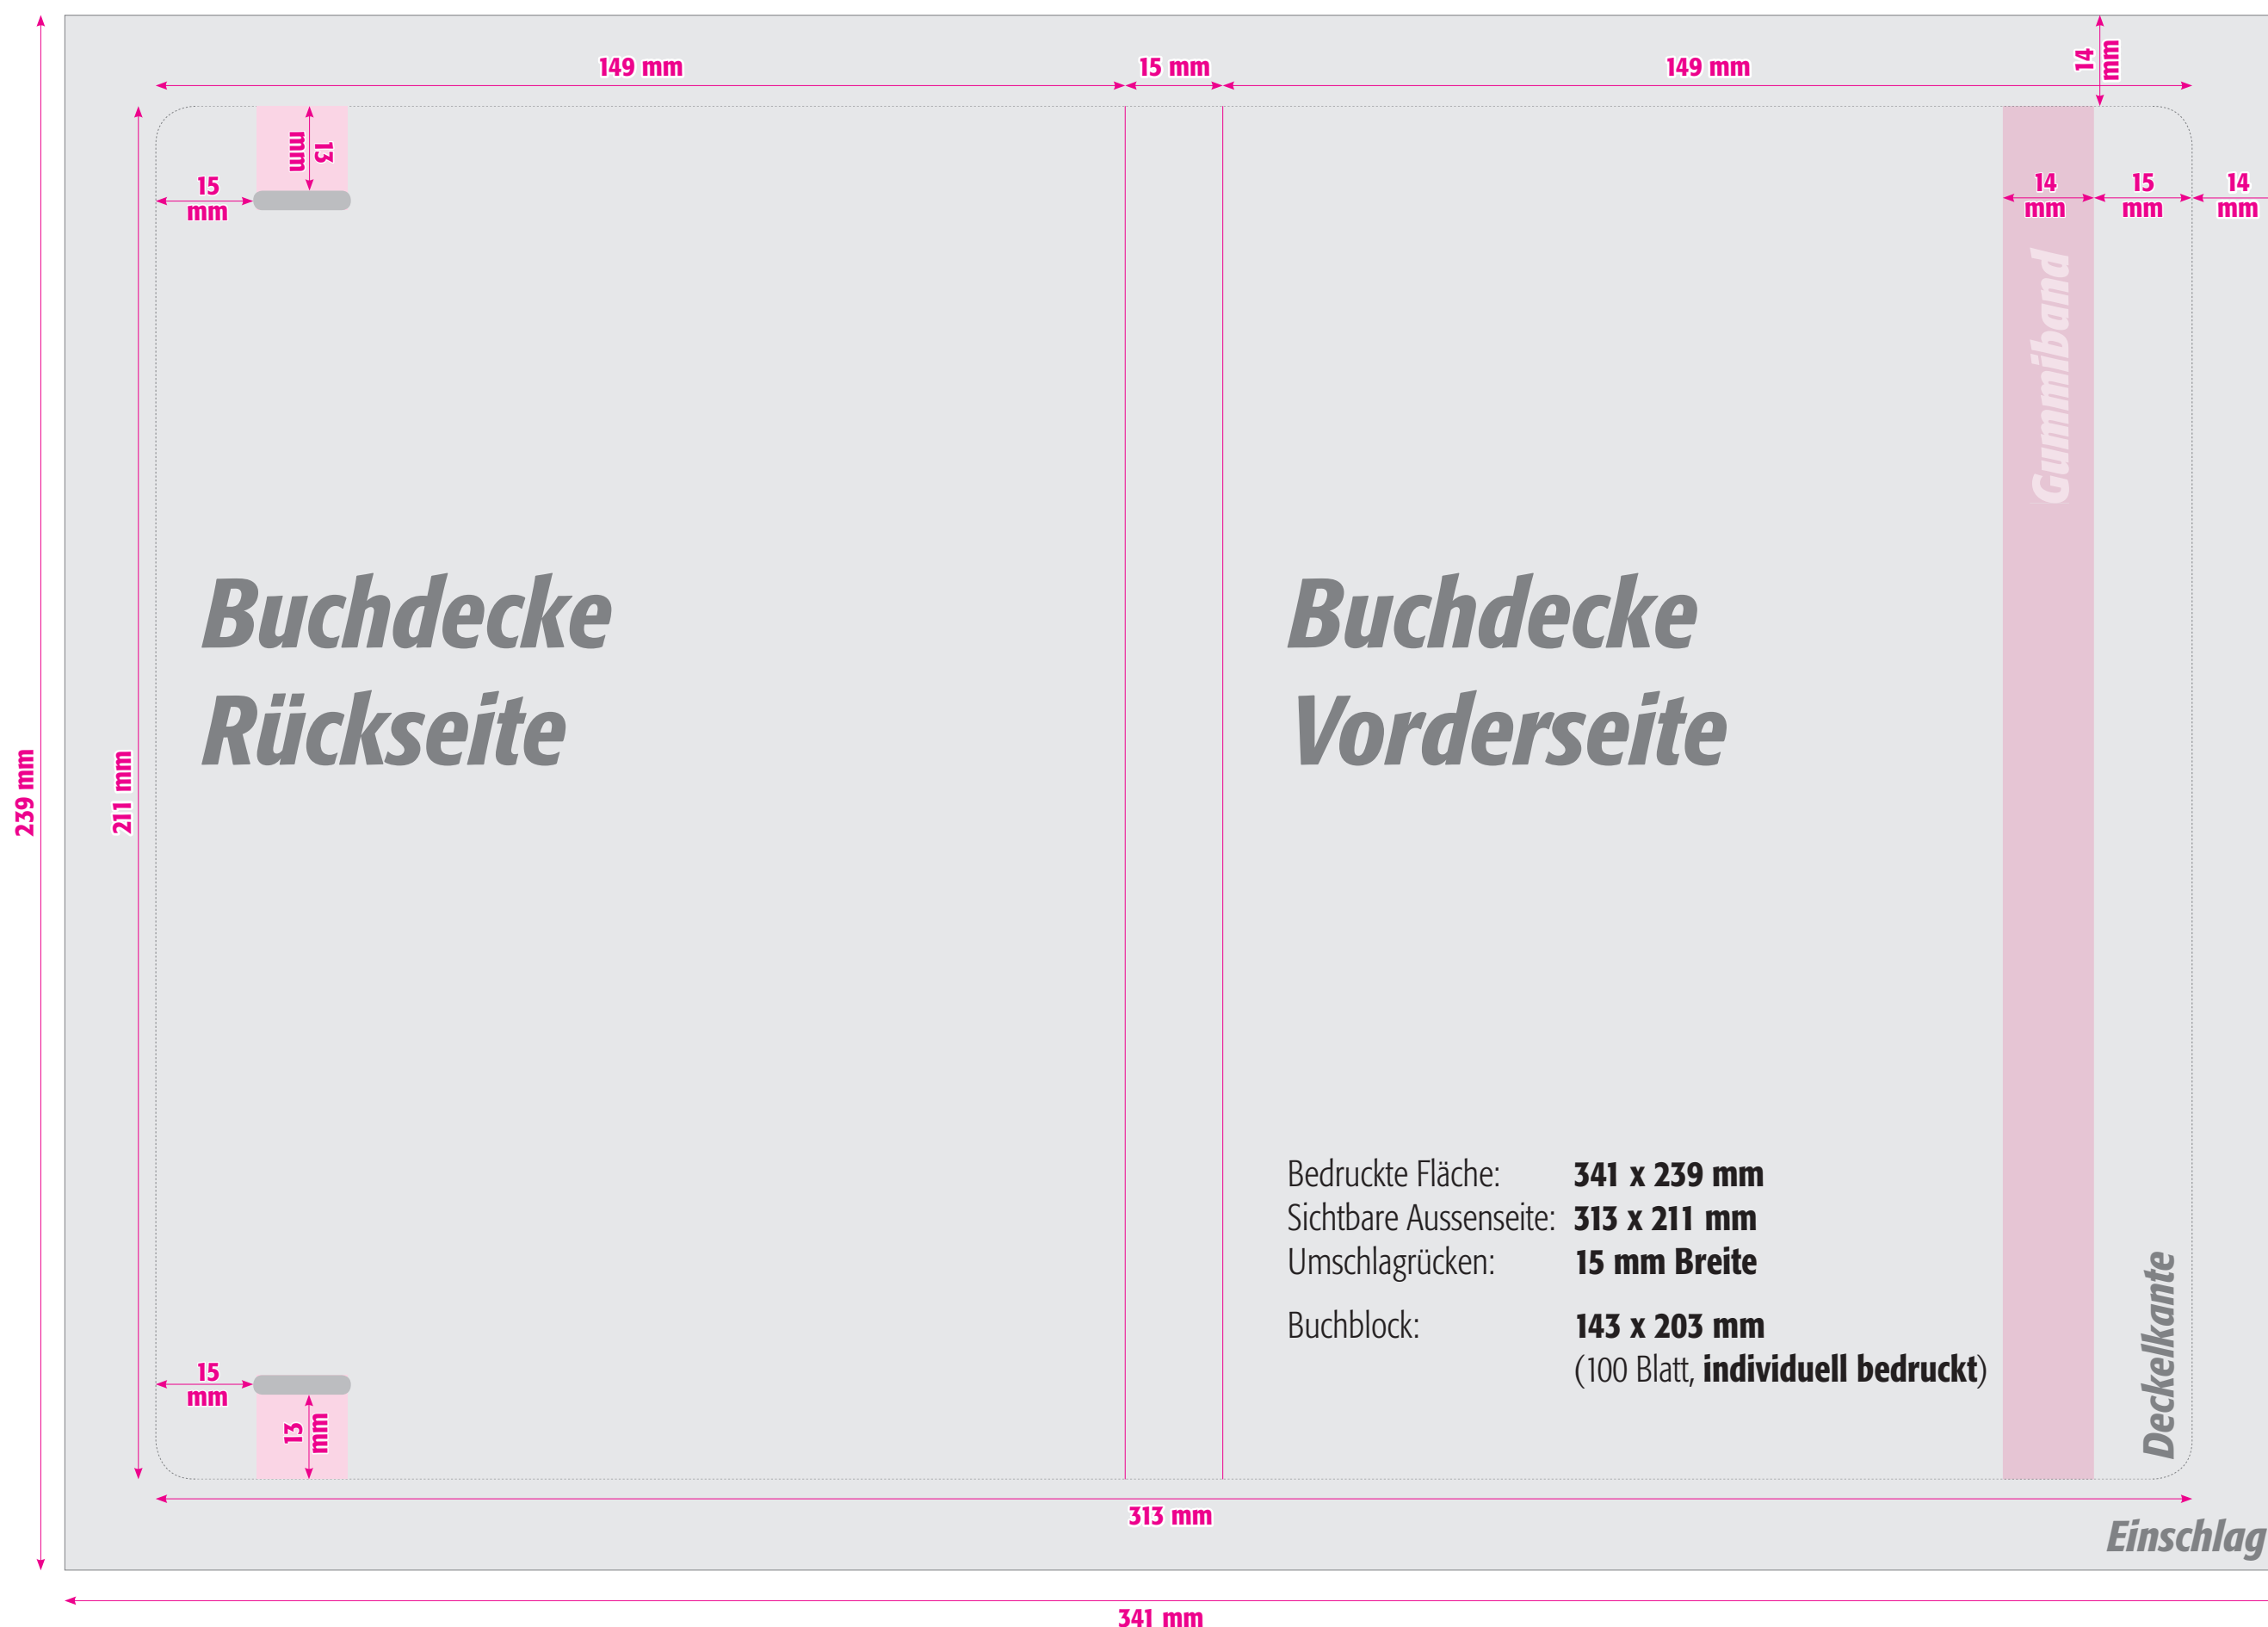 149 mm
15 mm
149 mm
14
mm
13
mm
15
mm
14
mm
15
mm
14
mm
Gummiband
Buchdecke
Rückseite
Buchdecke
Vorderseite
239 mm
211 mm
Bedruckte Fläche: 341 x 239 mm
Sichtbare Aussenseite: 313 x 211 mm
Umschlagrücken: 15 mm Breite
Buchblock: 143 x 203 mm
(100 Blatt, individuell bedruckt)
Deckelkante
15
mm
13
mm
313 mm
Einschlag
341 mm